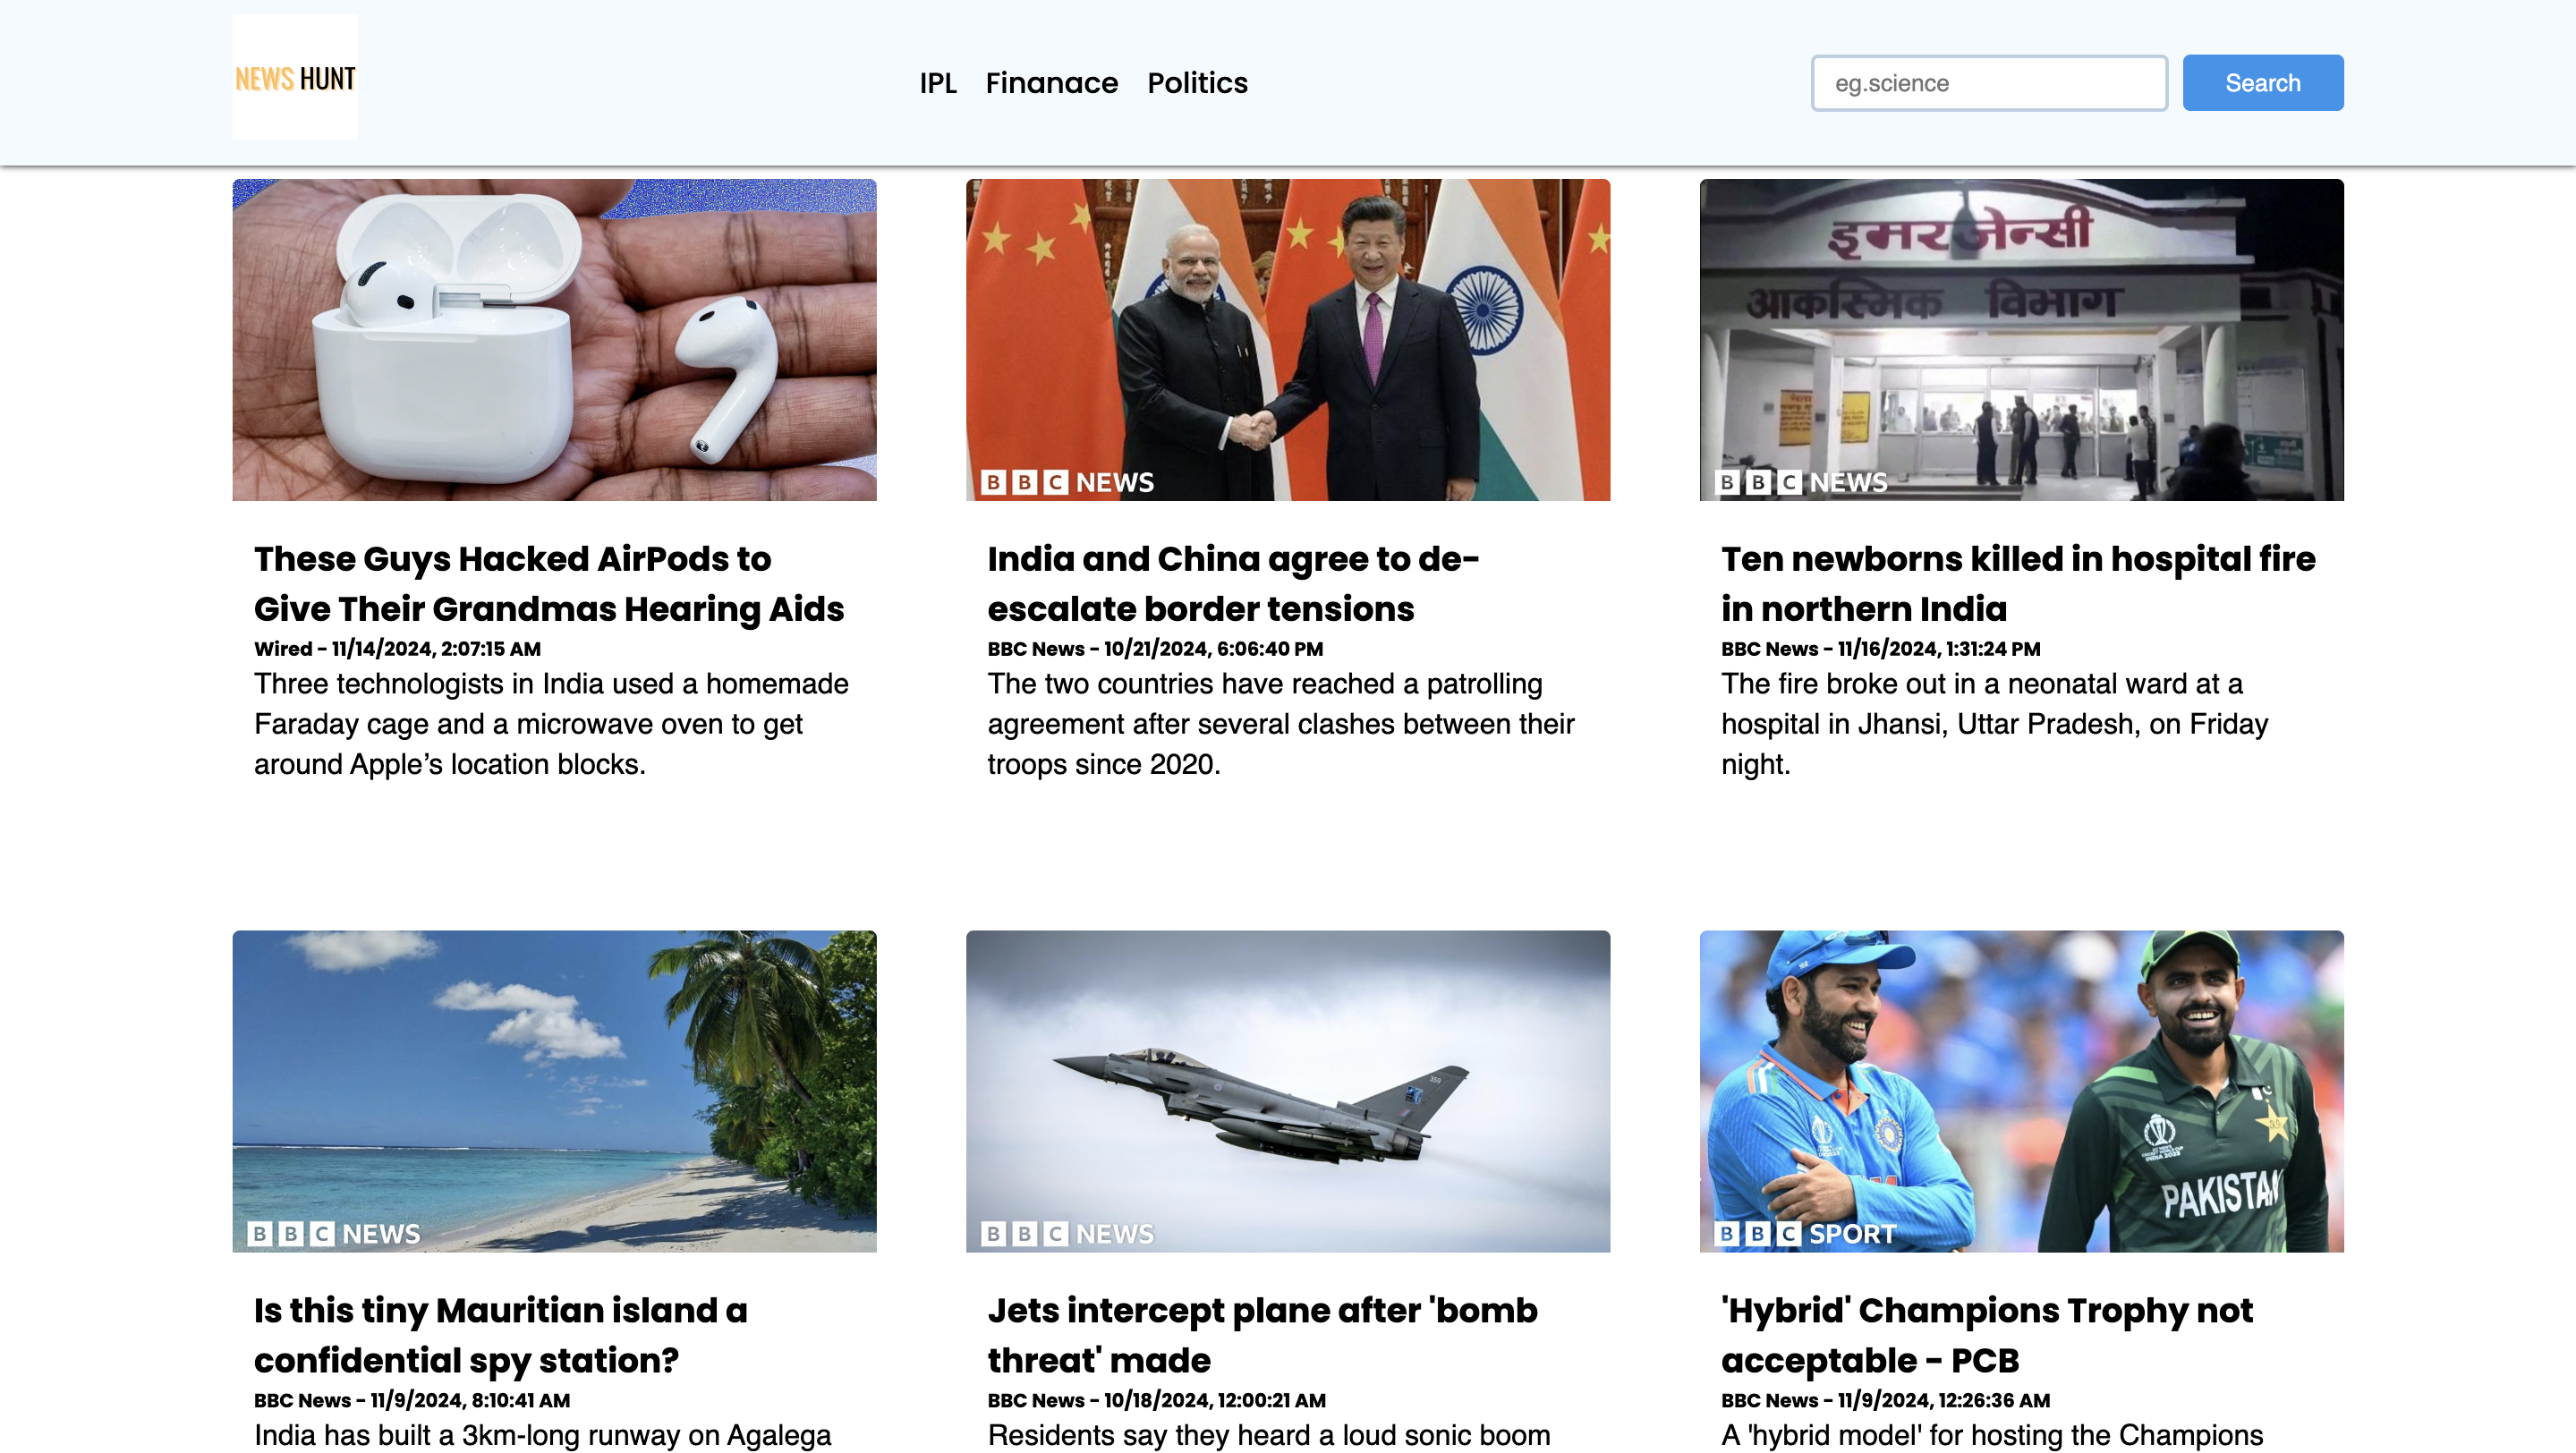 NEWS HUNT
IPL Finanace Politics
eg.science
Search
इमरजेन्सी
आकस्मिक विभाग
BBC NEWS
BBC NEWS
These Guys Hacked AirPods to
Give Their Grandmas Hearing Aids
Wired - 11/14/2024, 2:07:15 AM
Three technologists in India used a homemade
Faraday cage and a microwave oven to get
around Apple’s location blocks.
India and China agree to de-
escalate border tensions
BBC News - 10/21/2024, 6:06:40 PM
The two countries have reached a patrolling
agreement after several clashes between their
troops since 2020.
Ten newborns killed in hospital fire
in northern India
BBC News - 11/16/2024, 1:31:24 PM
The fire broke out in a neonatal ward at a
hospital in Jhansi, Uttar Pradesh, on Friday
night.
359
PAKISTAN
BBC NEWS
BBC NEWS
BBC SPORT
Is this tiny Mauritian island a
confidential spy station?
BBC News - 11/9/2024, 8:10:41 AM
India has built a 3km-long runway on Agalega
Jets intercept plane after 'bomb
threat' made
BBC News - 10/18/2024, 12:00:21 AM
Residents say they heard a loud sonic boom
'Hybrid' Champions Trophy not
acceptable - PCB
BBC News - 11/9/2024, 12:26:36 AM
A 'hybrid model' for hosting the Champions